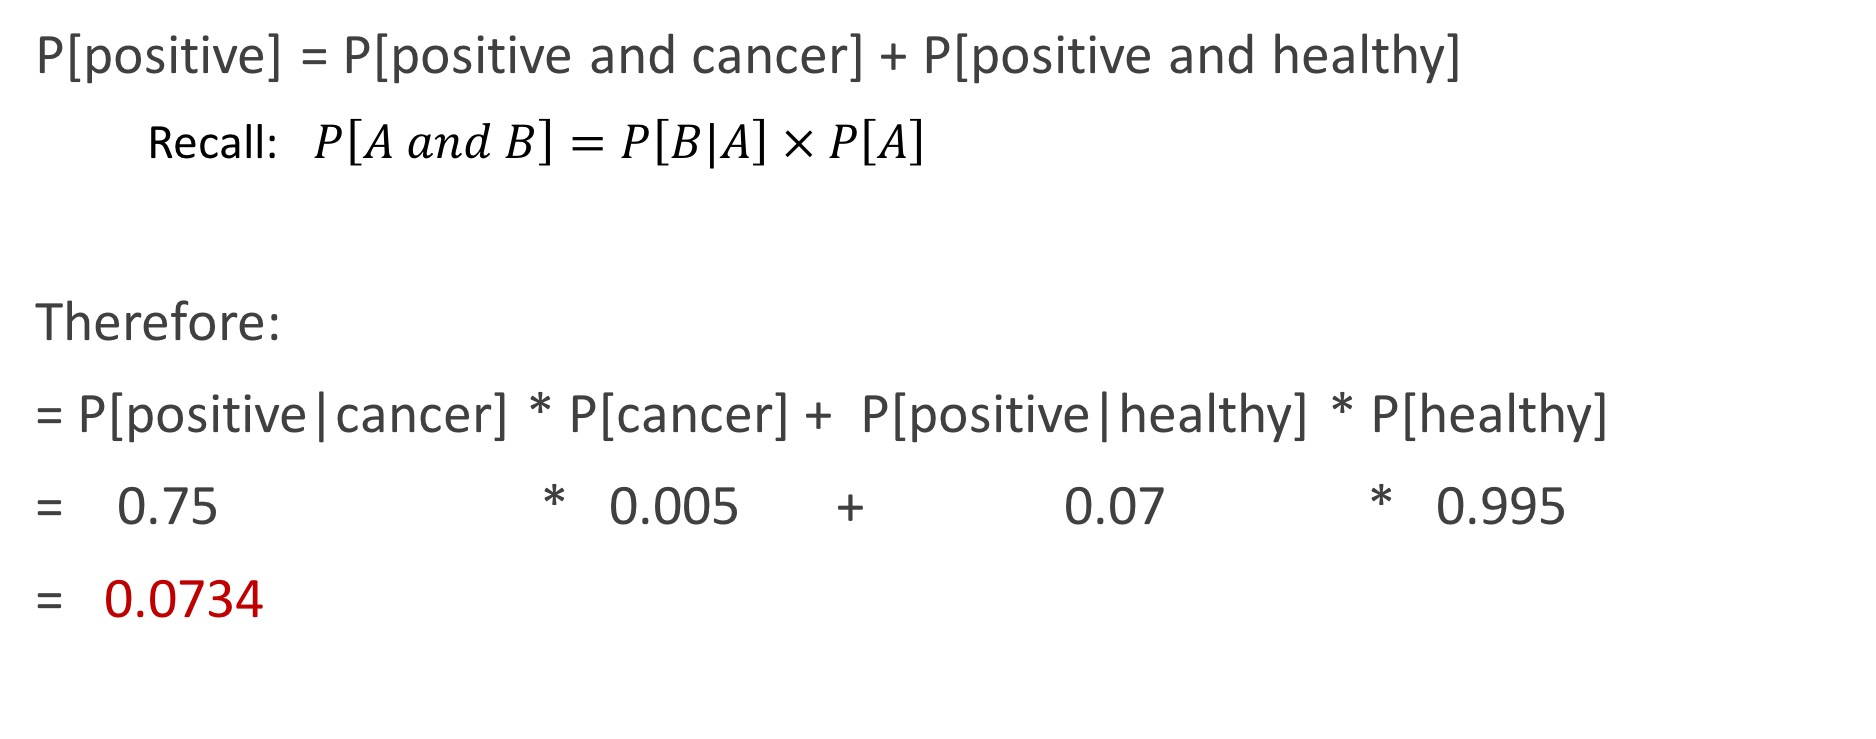 P[positive] = P[positive and cancer] + P[positive and healthy]
Recall: P[A and B] = P[B|A] × P[A]
Therefore:
= P[positive|cancer] * P[cancer] + P[positive|healthy] * P[healthy]
= 0.75 * 0.005 + 0.07 * 0.995
= 0.0734